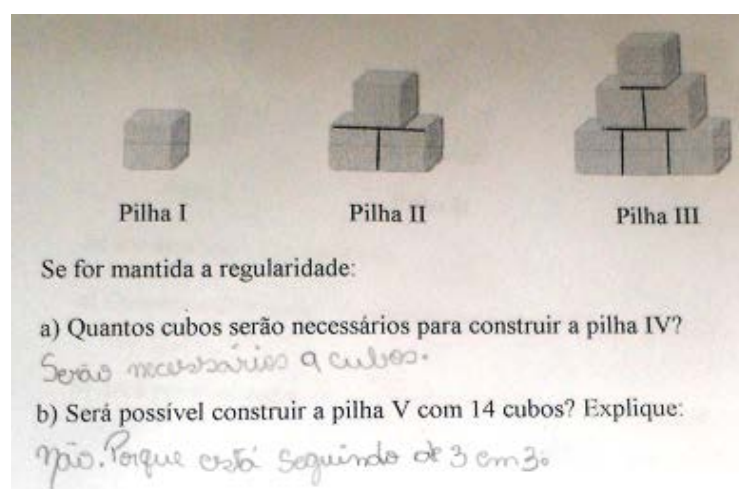 Pilha I Pilha II Pilha III
Se for mantida a regularidade:
a) Quantos cubos serão necessários para construir a pilha IV?
Serão necessários 9 cubos.
b) Será possível construir a pilha V com 14 cubos? Explique:
Não. Porque está seguindo de 3 em 3.